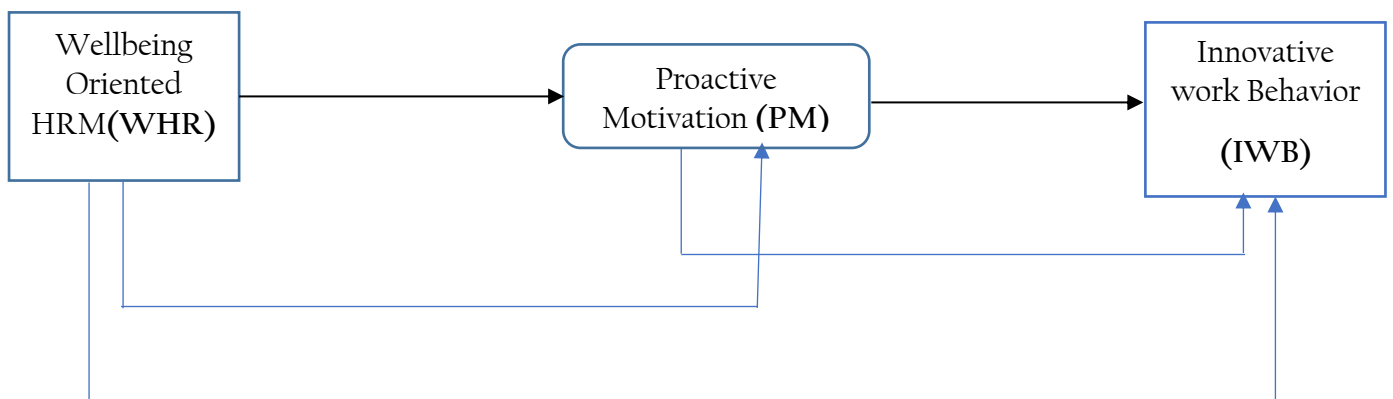 Wellbeing
Oriented
HRM(WHR)
Proactive
Motivation (PM)
Innovative
work Behavior
(IWB)